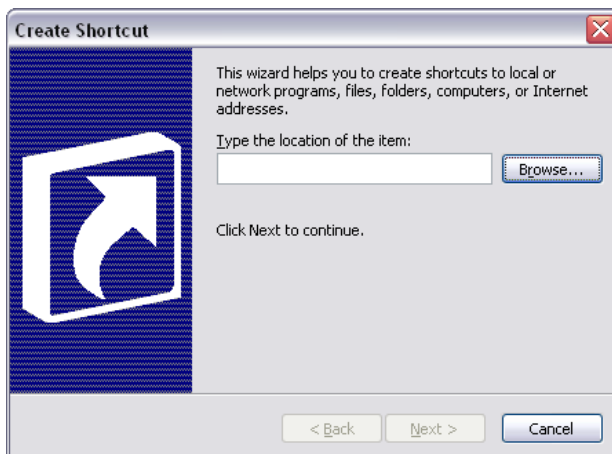 Create Shortcut
This wizard helps you to create shortcuts to local or
network programs, files, folders, computers, or Internet
addresses.
Type the location of the item:
Browse...
Click Next to continue.
< Back Next > Cancel